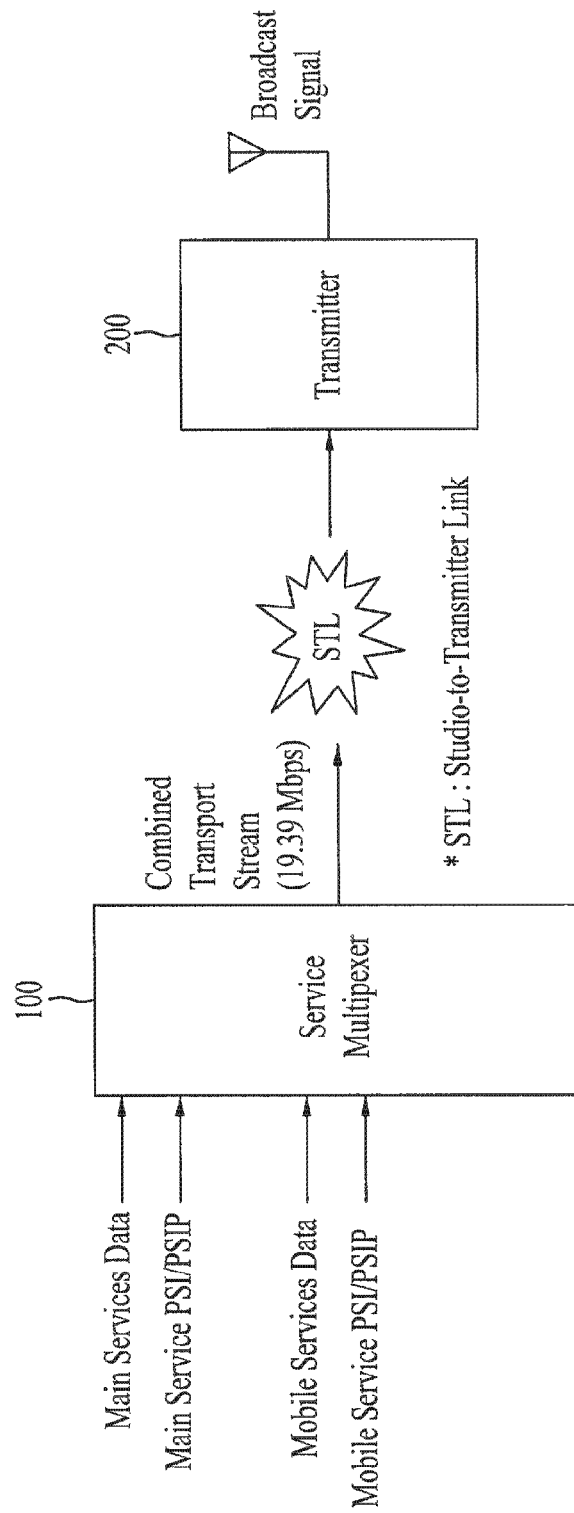 Main Services Data
Main Service PSI/PSIP
Mobile Services Data
Mobile Service PSI/PSIP
100
Service
Multipexer
Combined
Transport
Stream
(19.39 Mbps)
STL
* STL : Studio-to-Transmitter Link
200
Transmitter
Broadcast
Signal